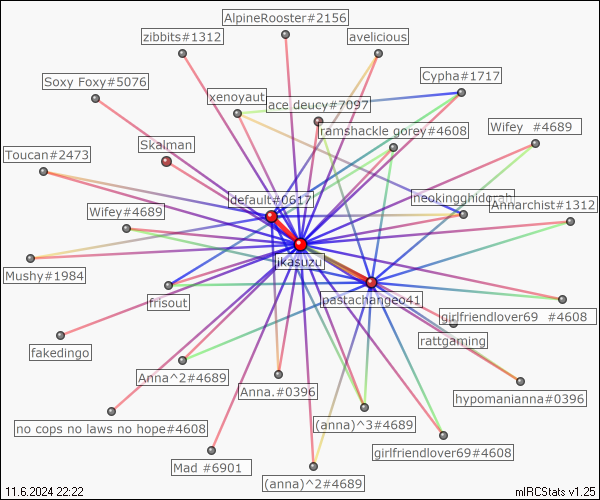 AlpineRooster#2156
zibbits#1312
avelicious
Cypha#1717
Soxy Foxy#5076
xenoyaut
ace deucy#7097
ramshackle gorey#4608
Wifey #4689
Skalman
Toucan#2473
default#0617
neokingghidorah
Annarchist#1312
Wifey#4689
ikasuzu
Mushy#1984
frisout
pastachangeo41
girlfriendlover69 #4608
rattgaming
fakedingo
Anna^2#4689
Anna.#0396
hypomanianna#0396
no cops no laws no hope#4608
(anna)^3#4689
girlfriendlover69#4608
Mad #6901
(anna)^2#4689
11.6.2024 22:22
mIRCStats v1.25